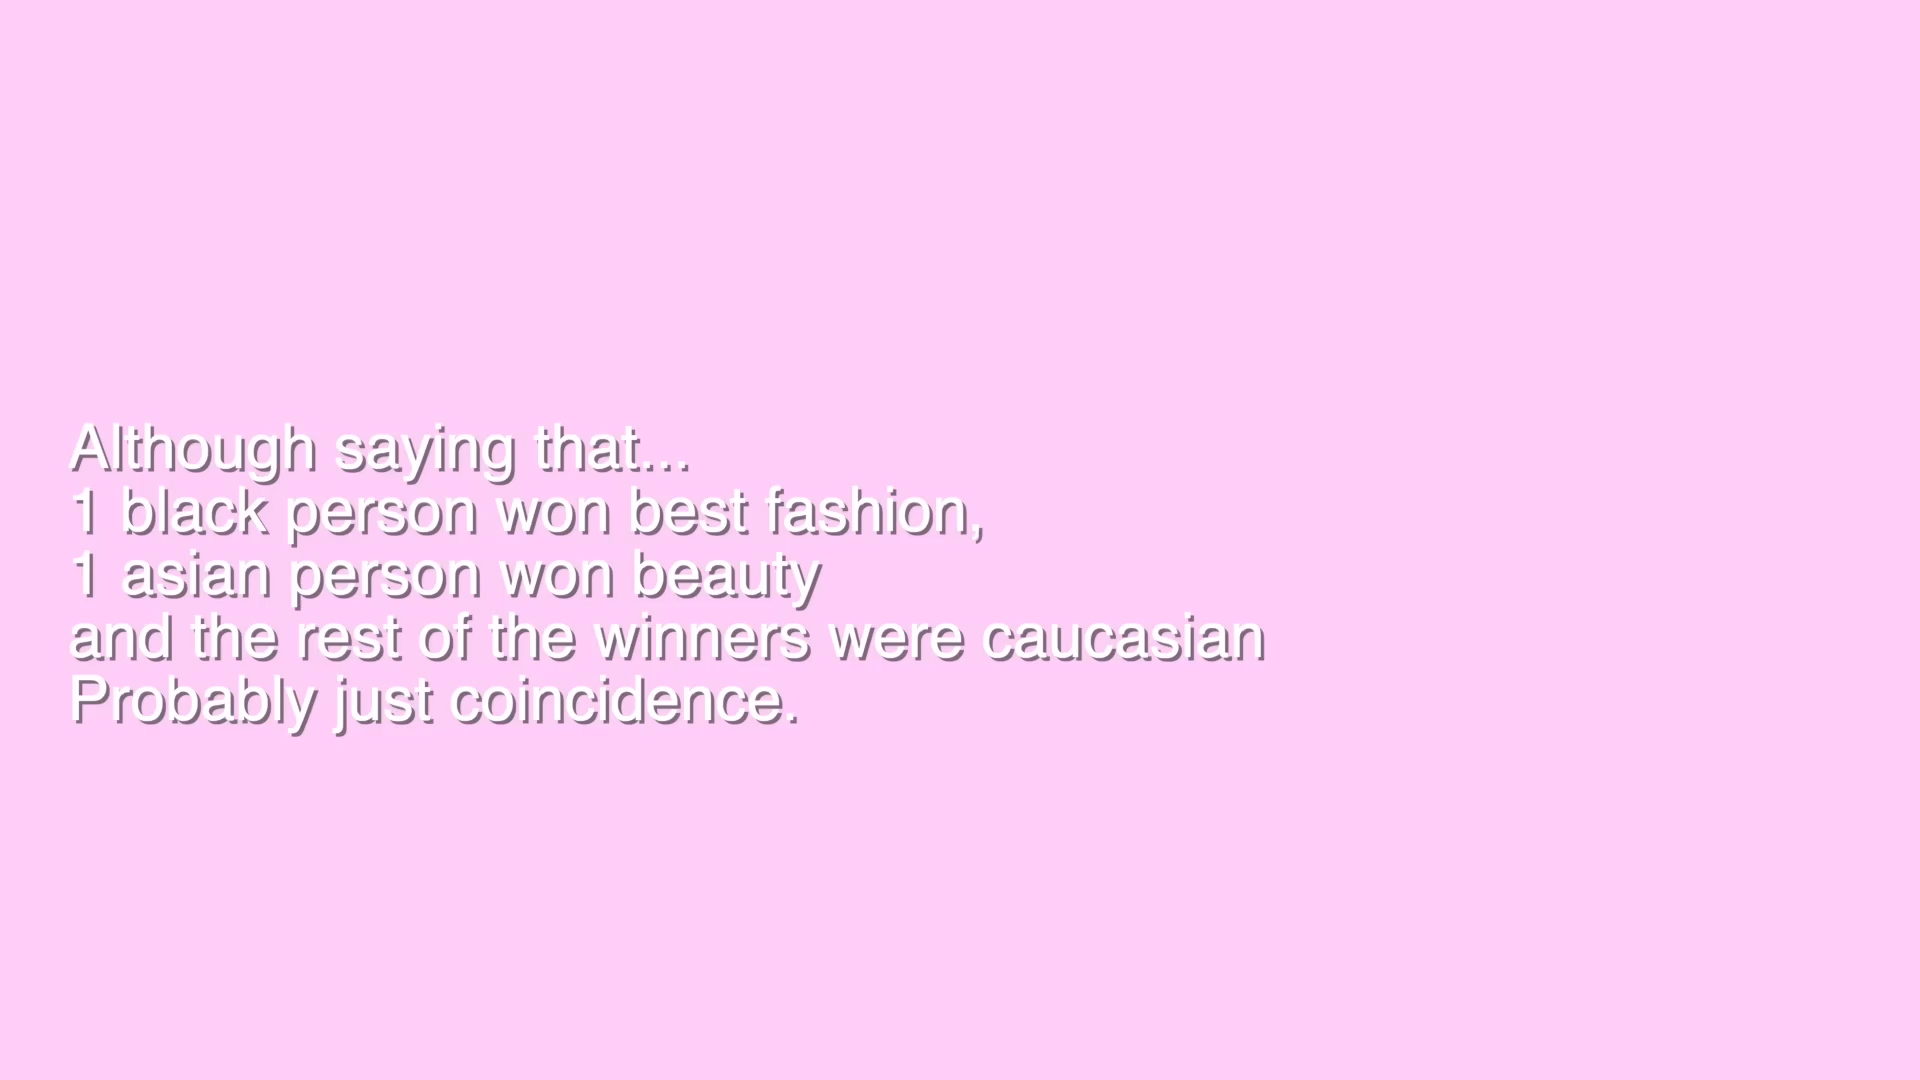 Although saying that...
1 black person won best fashion,
1 asian person won beauty
and the rest of the winners were caucasian
Probably just coincidence.